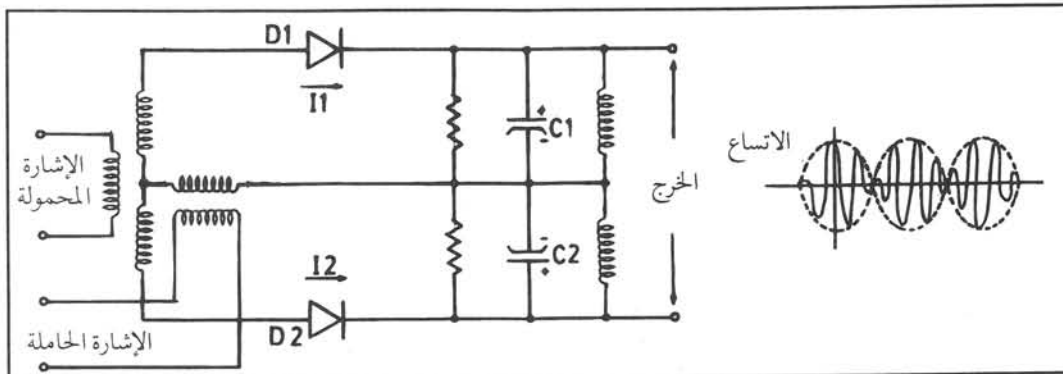 D1
I1
الإشارة
المحمولة
C1
الخرج
الاتساع
C2
I2
D2
الإشارة الحاملة